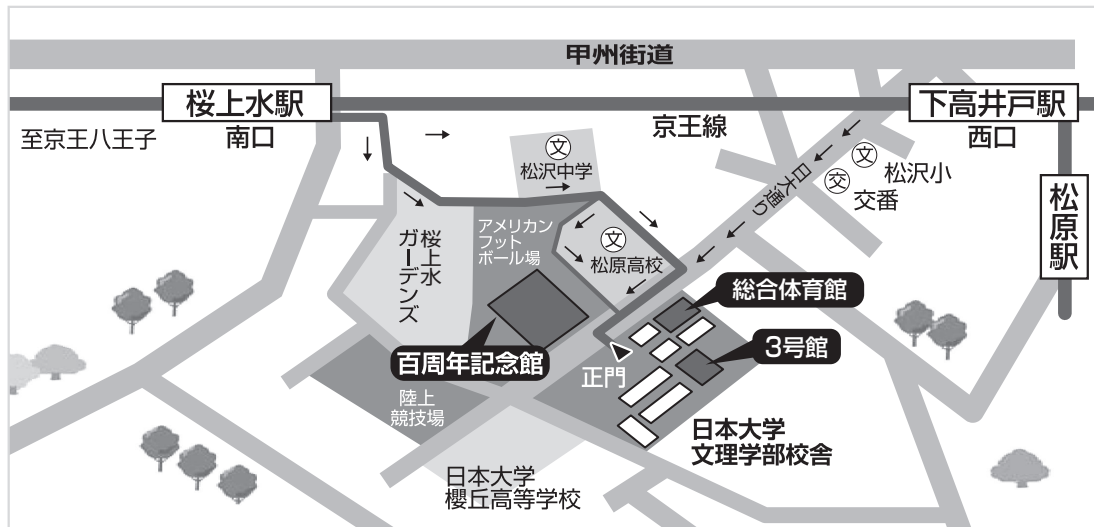 甲州街道
桜上水駅
南口
至京王八王子
京王線
下高井戸駅
西口
松原駅
文
松沢中学
日大通り
文
松沢小
交
交番
桜上水
ガーデンズ
アメリカン
フット
ボール場
文
松原高校
総合体育館
3号館
百周年記念館
正門
陸上
競技場
日本大学
文理学部校舎
日本大学
櫻丘高等学校